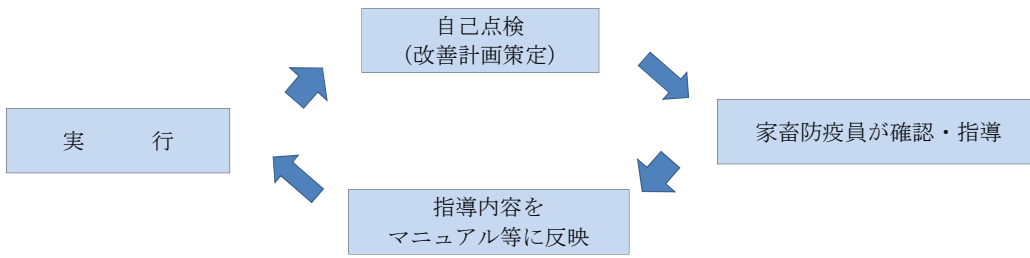 自己点検
（改善計画策定）
家畜防疫員が確認・指導
実　　　行
指導内容を
マニュアル等に反映